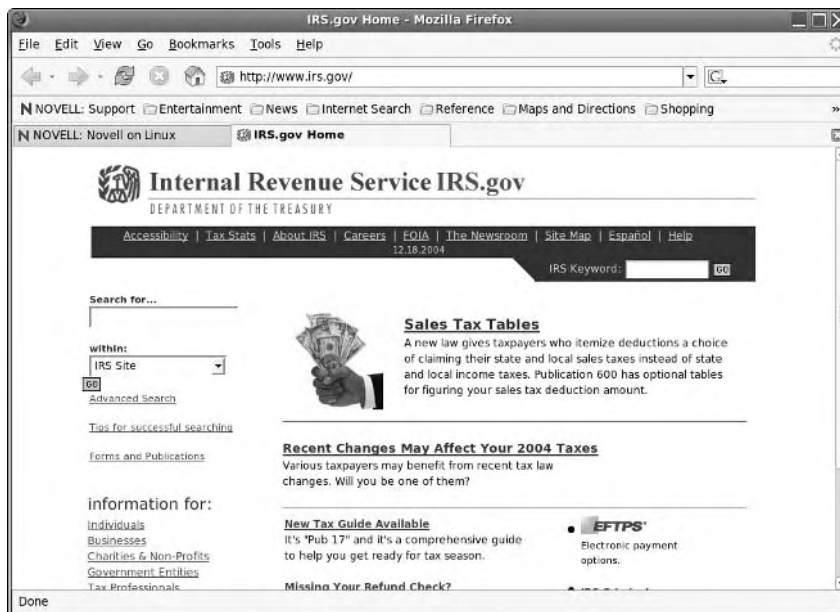 IRS.gov Home - Mozilla Firefox
File Edit View Go Bookmarks Tools Help
http://www.irs.gov/
G
NOVELL: Support Entertainment News Internet Search Reference Maps and Directions Shopping »
NOVELL: Novell on Linux
IRS.gov Home
Internal Revenue Service IRS.gov
DEPARTMENT OF THE TREASURY
Accessibility | Tax Stats | About IRS | Careers | FOIA | The Newsroom | Site Map | Español | Help
12.18.2004
IRS Keyword: GO
Search for...
within:
IRS Site
GO
Advanced Search
Tips for successful searching
Forms and Publications
information for:
Individuals
Businesses
Charities & Non-Profits
Government Entities
Tax Professionals
Sales Tax Tables
A new law gives taxpayers who itemize deductions a choice
of claiming their state and local sales taxes instead of state
and local income taxes. Publication 600 has optional tables
for figuring your sales tax deduction amount.
Recent Changes May Affect Your 2004 Taxes
Various taxpayers may benefit from recent tax law
changes. Will you be one of them?
New Tax Guide Available
It's "Pub 17" and it's a comprehensive guide
to help you get ready for tax season.
Missing Your Refund Check?
EFTPS
Electronic payment
options.
Done